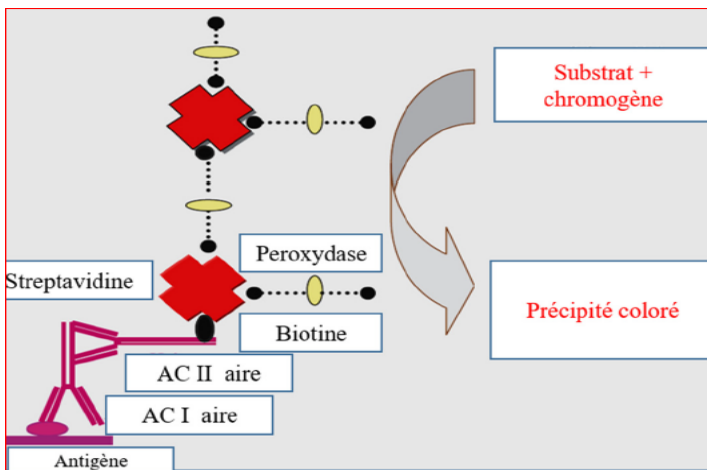 Substrat +
chromogène
Peroxydase
Streptavidine
Précipité coloré
Biotine
AC II aire
AC I aire
Antigène